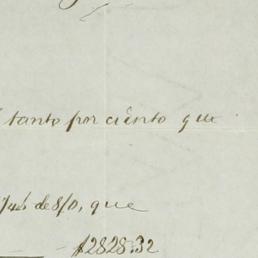 tanto por ciento que
de 8/0, que
$2828.32